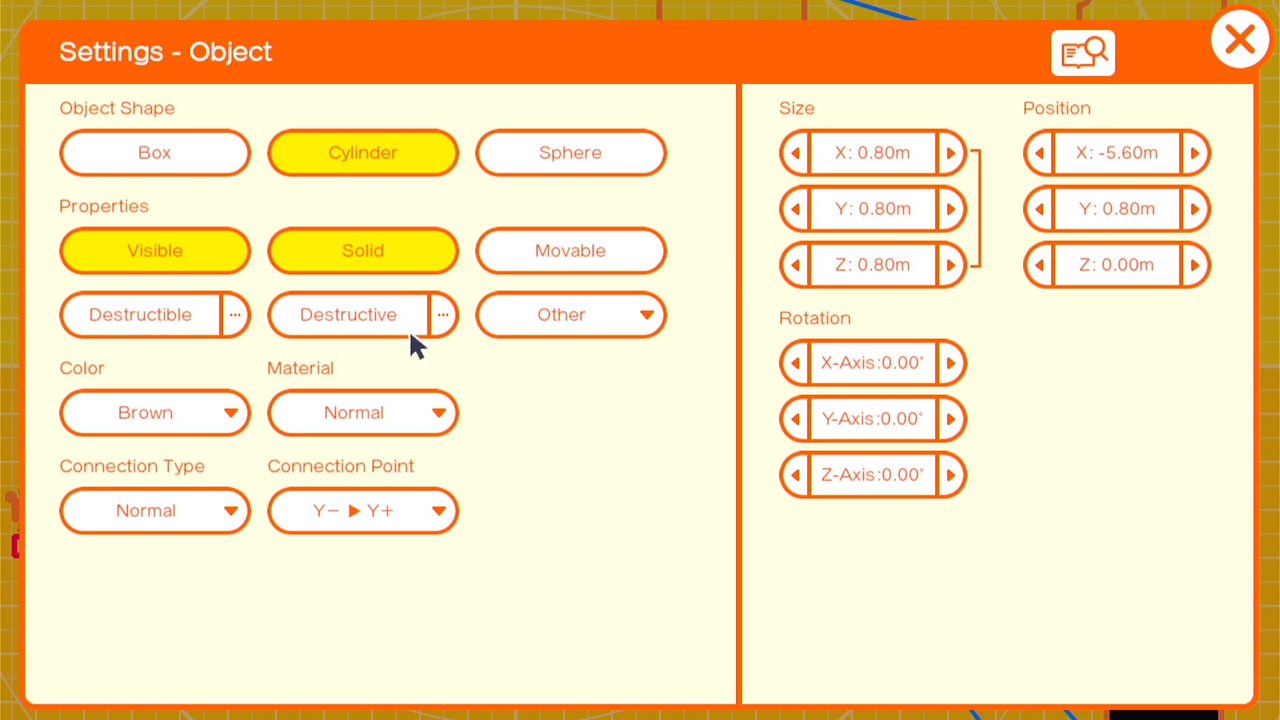 Settings - Object
Object Shape
Box
Cylinder
Sphere
Properties
Visible
Solid
Movable
Destructible
...
Destructive
...
Other
Color
Material
Brown
Normal
Connection Type
Connection Point
Normal
Y− ▶ Y+
Size
X: 0.80m
Y: 0.80m
Z: 0.80m
Position
X: -5.60m
Y: 0.80m
Z: 0.00m
Rotation
X-Axis:0.00°
Y-Axis:0.00°
Z-Axis:0.00°